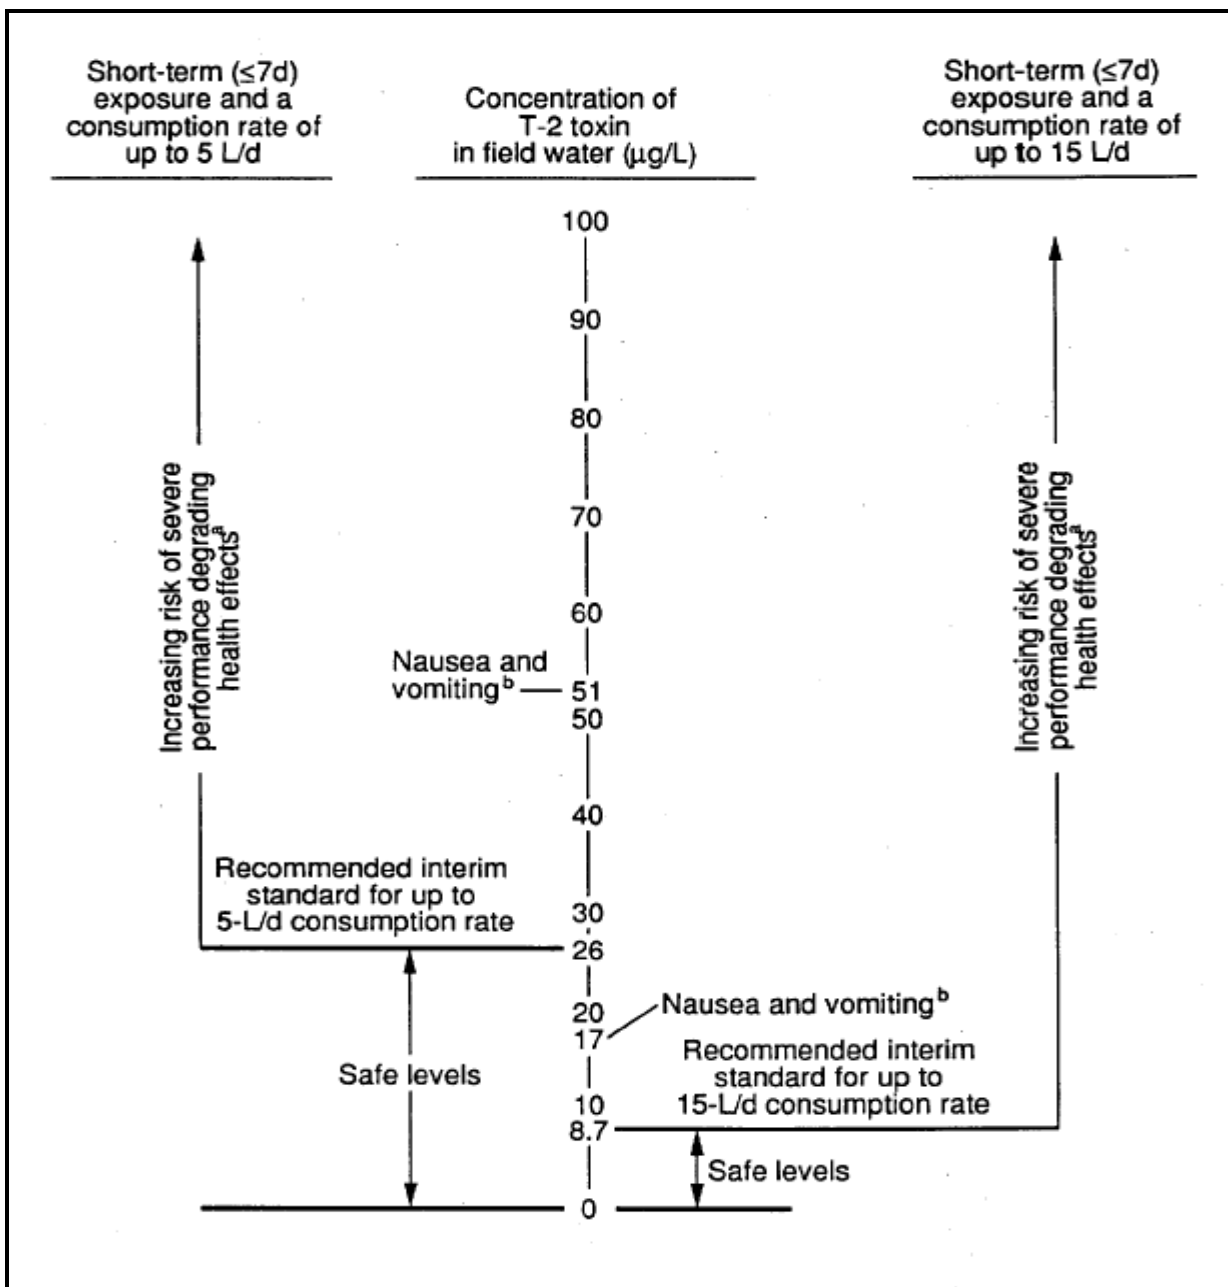 Short-term (≤7d)
exposure and a
consumption rate of
up to 5 L/d
Concentration of
T-2 toxin
in field water (μg/L)
Short-term (≤7d)
exposure and a
consumption rate of
up to 15 L/d
100
90
80
70
60
Nausea and
vomitingᵇ
51
50
40
30
26
20
17
10
8.7
0
Increasing risk of severe
performance degrading
health effectsᵃ
Recommended interim
standard for up to
5-L/d consumption rate
Safe levels
Nausea and vomitingᵇ
Recommended interim
standard for up to
15-L/d consumption rate
Safe levels
Increasing risk of severe
performance degrading
health effectsᵃ